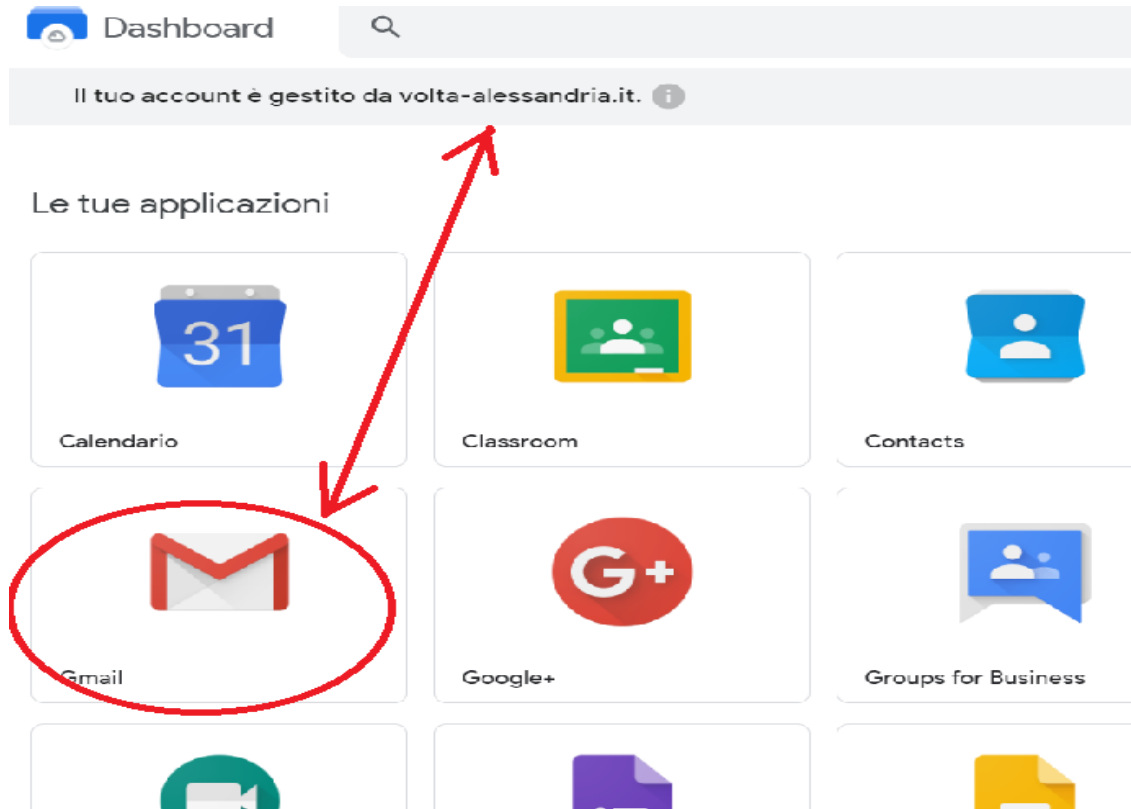 Dashboard
Il tuo account è gestito da volta-alessandria.it.
Le tue applicazioni
31
Calendario
Classroom
Contacts
G+
Gmail
Google+
Groups for Business